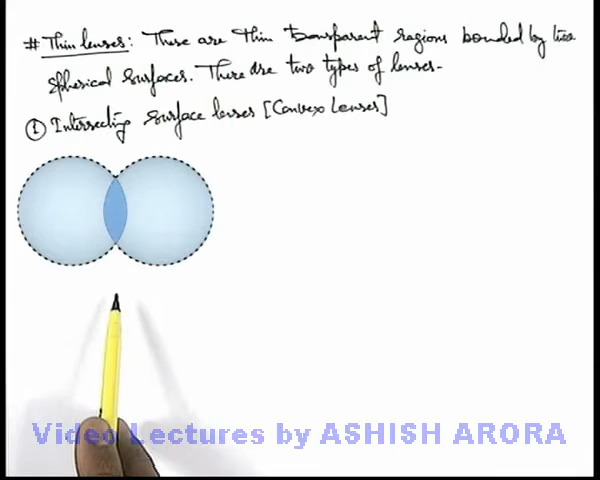 # Thin lenses: These are thin transparent regions bounded by two
spherical surfaces. There are two types of lenses-
① Intersecting surface lenses [Convex Lenses]
Video Lectures by ASHISH ARORA